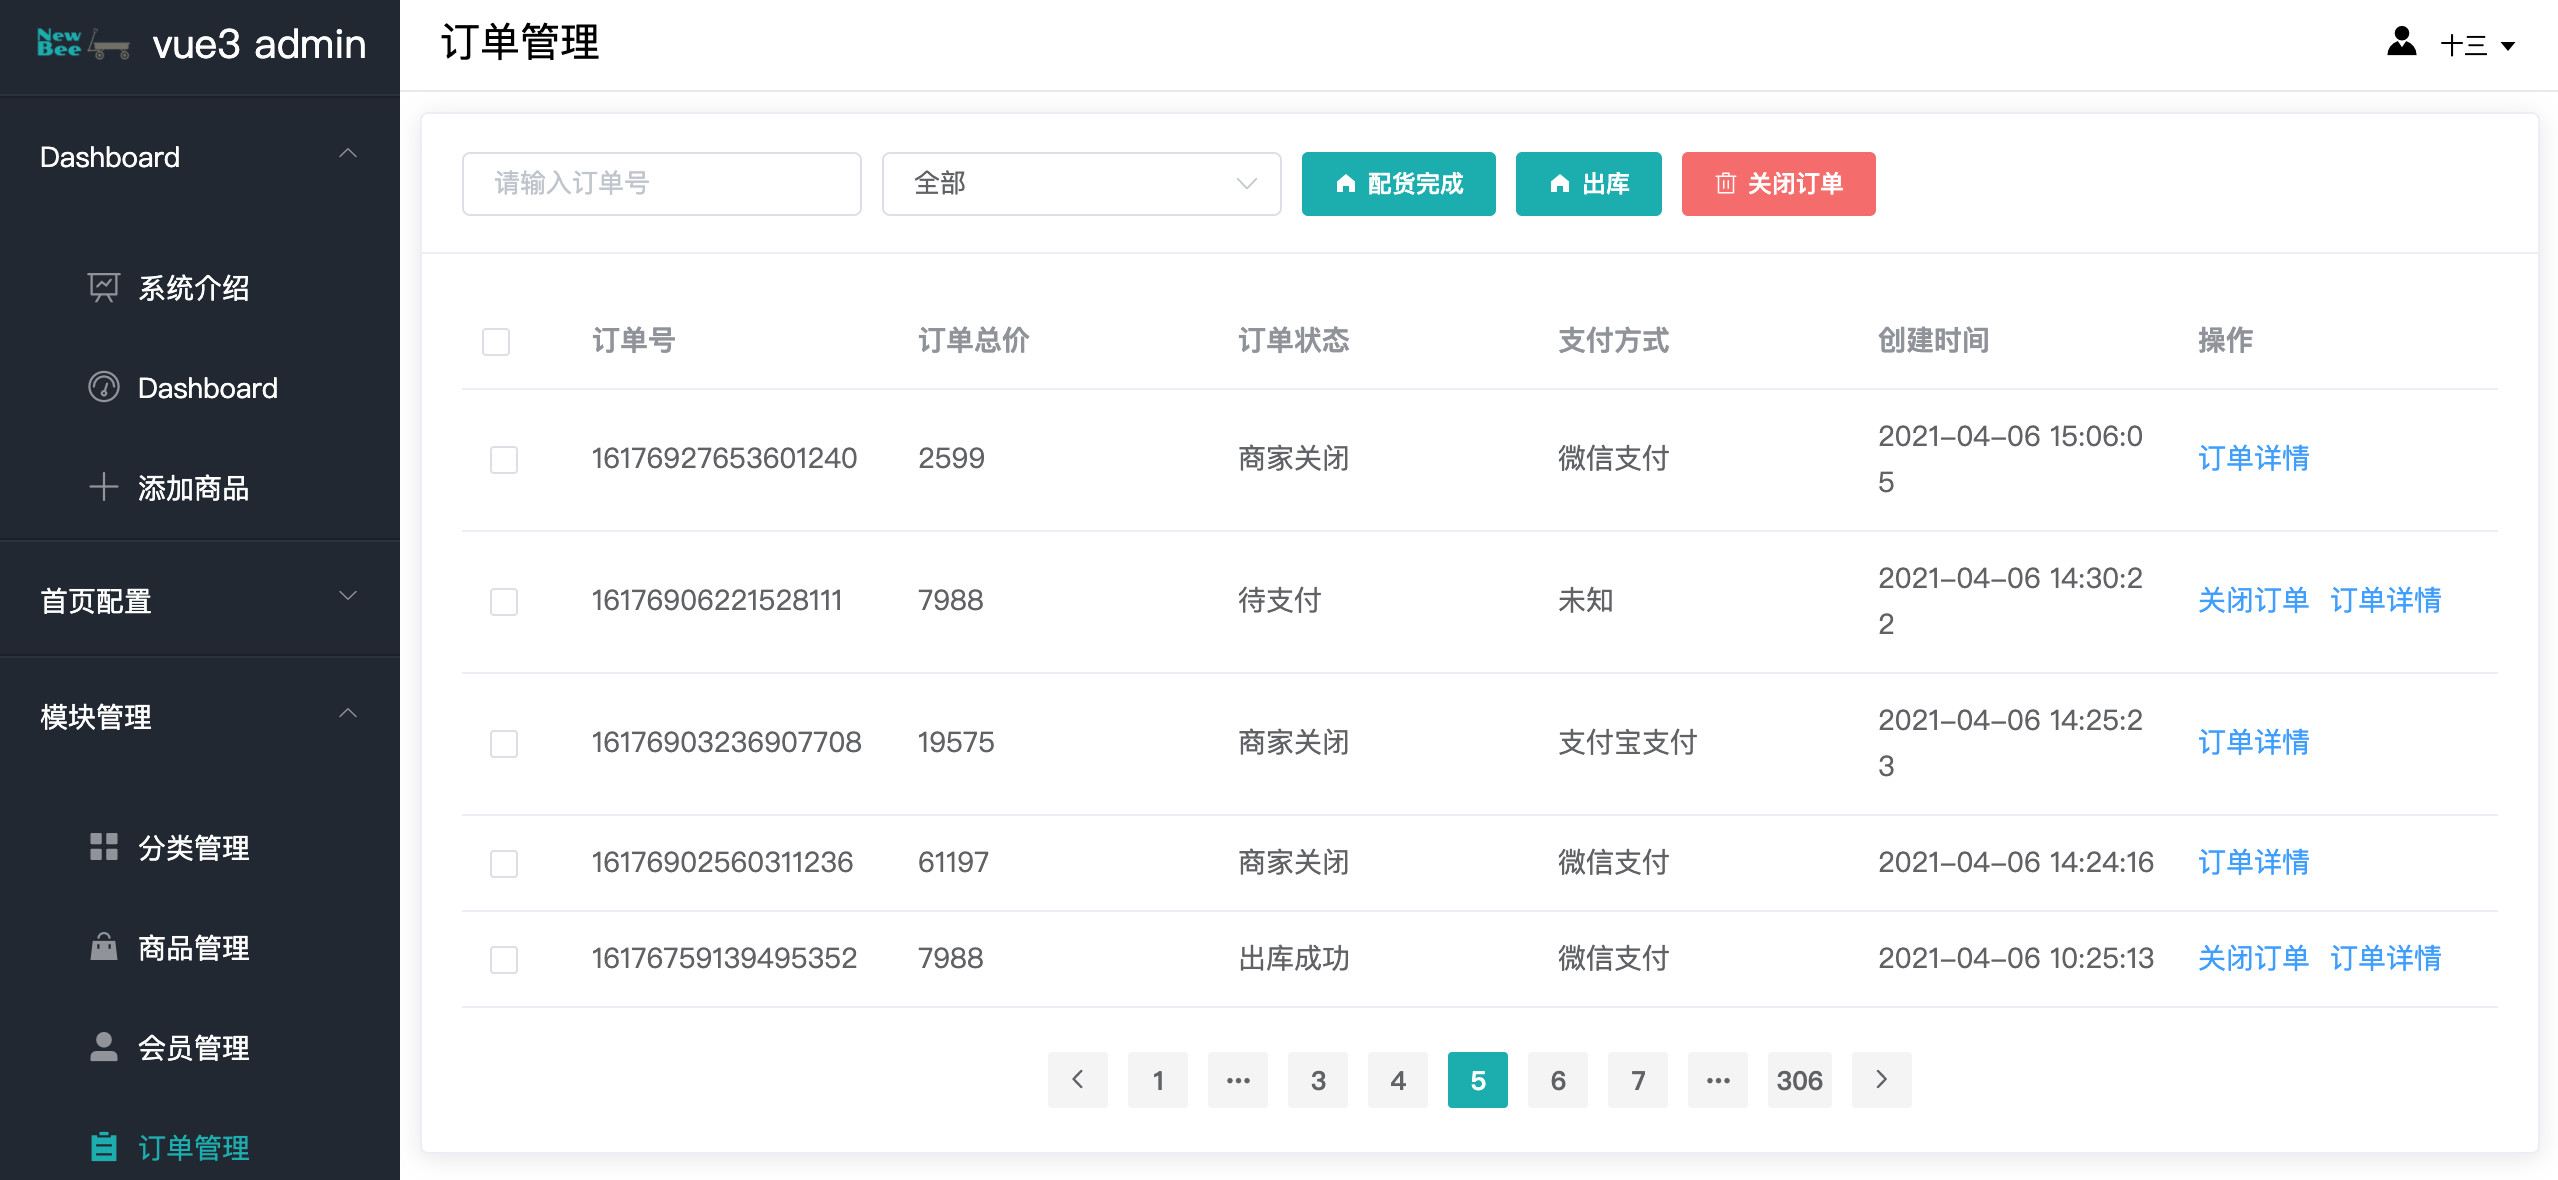 New Bee vue3 admin
Dashboard
系统介绍
Dashboard
添加商品
首页配置
模块管理
分类管理
商品管理
会员管理
订单管理
订单管理
十三
请输入订单号 全部 配货完成 出库 关闭订单
订单号 订单总价 订单状态 支付方式 创建时间 操作
16176927653601240 2599 商家关闭 微信支付 2021-04-06 15:06:0
5 订单详情
16176906221528111 7988 待支付 未知 2021-04-06 14:30:2
2 关闭订单 订单详情
16176903236907708 19575 商家关闭 支付宝支付 2021-04-06 14:25:2
3 订单详情
16176902560311236 61197 商家关闭 微信支付 2021-04-06 14:24:16 订单详情
16176759139495352 7988 出库成功 微信支付 2021-04-06 10:25:13 关闭订单 订单详情
1 ··· 3 4 5 6 7 ··· 306